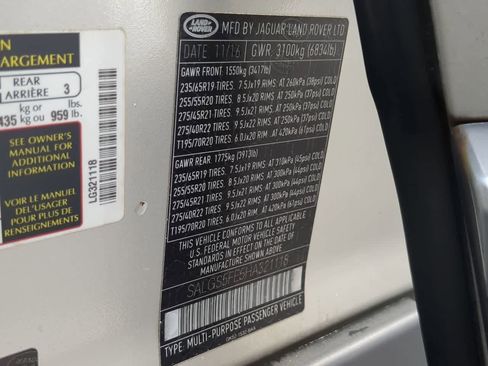 ON
LARGEMENT
REAR
ARRIÈRE 3
kg or lbs.
kg ou
435 959 lb.
SEE OWNER'S
MANUAL FOR
ADDITIONAL
INFORMATION
VOIR LE MANUEL
DE L'USAGER
POUR PLUS DE
RENSEIGNEMENTS
LG321118
LAND ROVER
MFD BY JAGUAR LAND ROVER LTD
DATE 11/16 GWR. 3100kg (6834lb)
GAWR FRONT 1550kg (3417lb)
235/65R19 TIRES. 7.5Jx19 RIMS AT 260kPa (38psi) COLD
255/55R20 TIRES. 8.5Jx20 RIMS AT 250kPa (37psi) COLD
275/45R21 TIRES. 9.5Jx21 RIMS AT 250kPa (37psi) COLD
275/40R22 TIRES. 9.5Jx22 RIMS AT 250kPa (37psi) COLD
T195/70R20 TIRES. 6.0Jx20 RIM AT 420kPa (61psi) COLD
GAWR REAR 1775kg (3913lb)
235/65R19 TIRES. 7.5Jx19 RIMS AT 310kPa (45psi) COLD
255/55R20 TIRES. 8.5Jx20 RIMS AT 300kPa (44psi) COLD
275/45R21 TIRES. 9.5Jx21 RIMS AT 300kPa (44psi) COLD
275/40R22 TIRES. 9.5Jx22 RIMS AT 300kPa (44psi) COLD
T195/70R20 TIRES. 6.0Jx20 RIM AT 420kPa (61psi) COLD
THIS VEHICLE CONFORMS TO ALL APPLICABLE
U.S. FEDERAL MOTOR VEHICLE SAFETY STANDARDS
IN EFFECT ON THE DATE OF
MANUFACTURE SHOWN ABOVE
SALGS5FE5HA321118
TYPE: MULTI-PURPOSE PASSENGER VEHICLE